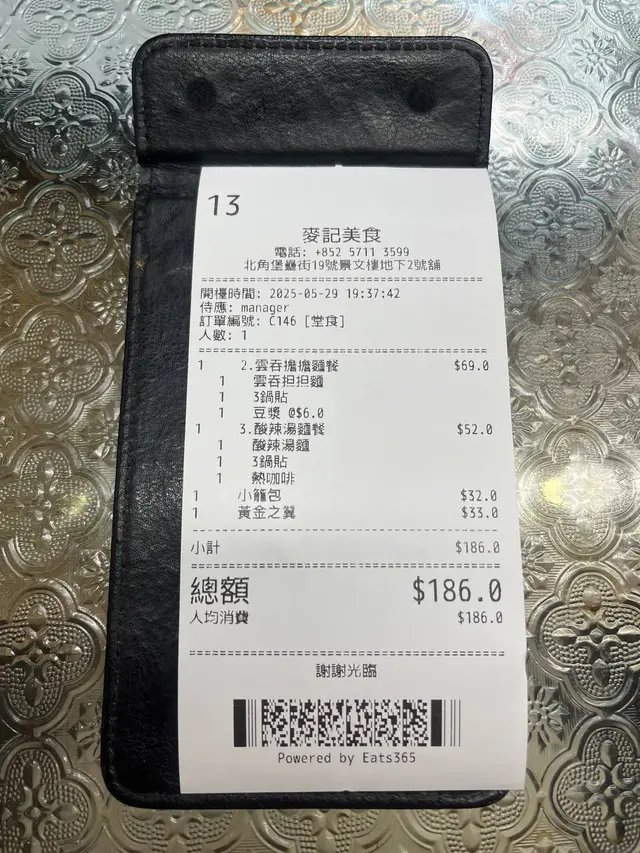 13
麥記美食
電話: +852 5711 3599
北角堡壘街19號景文樓地下2號舖
開檯時間: 2025-05-29 19:37:42
侍應: manager
訂單編號: C146 [堂食]
人數: 1
1 2.雲吞擔擔麵餐 $69.0
1 雲吞担担麵
1 3鍋貼
1 豆漿 @$6.0
1 3.酸辣湯麵餐 $52.0
1 酸辣湯麵
1 3鍋貼
1 熱咖啡
1 小籠包 $32.0
1 黃金之翼 $33.0
小計 $186.0
總額 $186.0
人均消費 $186.0
謝謝光臨
Powered by Eats365